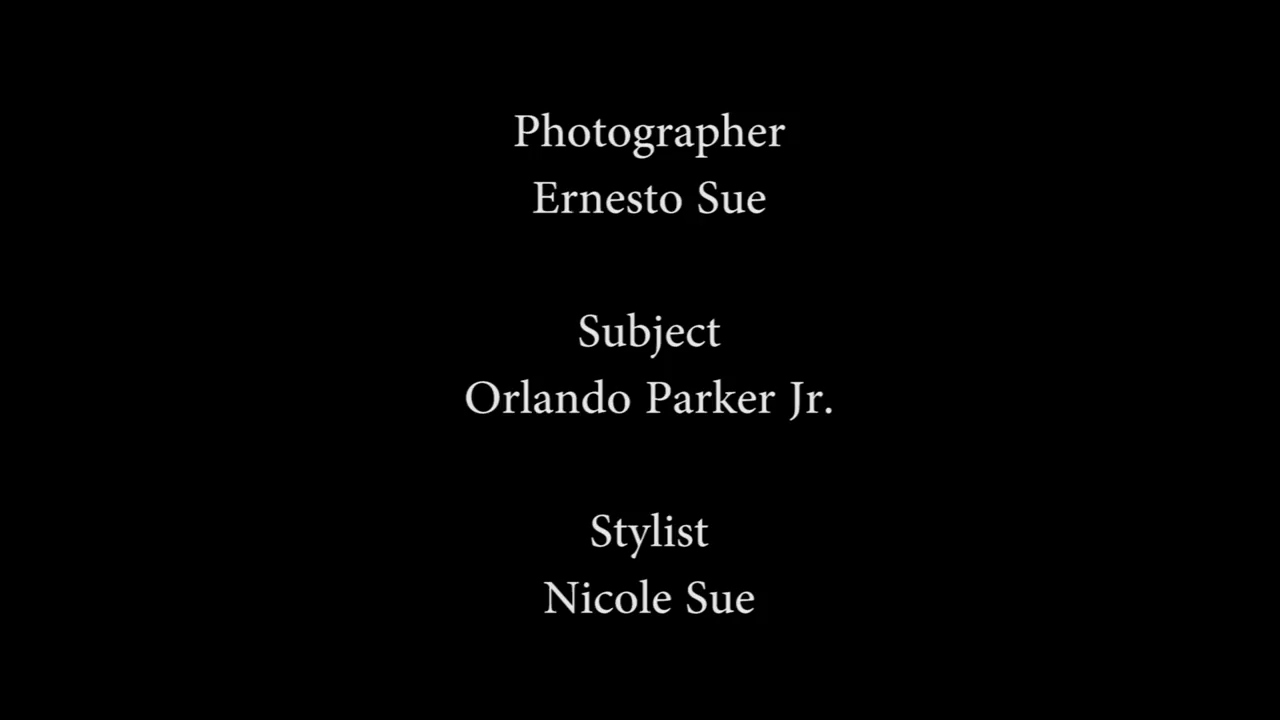 Photographer
Ernesto Sue
Subject
Orlando Parker Jr.
Stylist
Nicole Sue